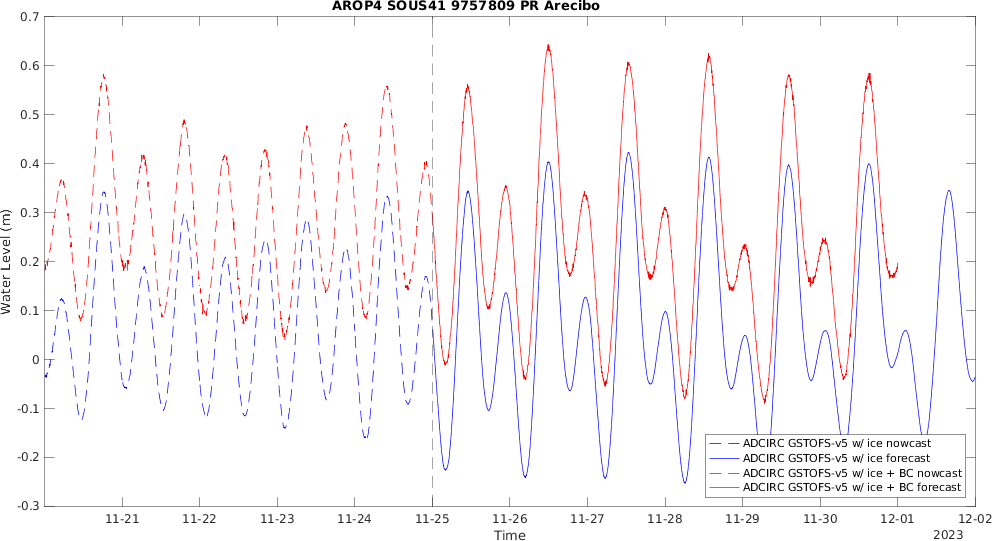 AROP4 SOUS41 9757809 PR Arecibo
Water Level (m)
0.7
0.6
0.5
0.4
0.3
0.2
0.1
0
-0.1
-0.2
-0.3
ADCIRC GSTOFS-v5 w/ ice nowcast
ADCIRC GSTOFS-v5 w/ ice forecast
ADCIRC GSTOFS-v5 w/ ice + BC nowcast
ADCIRC GSTOFS-v5 w/ ice + BC forecast
11-21 11-22 11-23 11-24 11-25 11-26 11-27 11-28 11-29 11-30 12-01 12-02
Time
2023